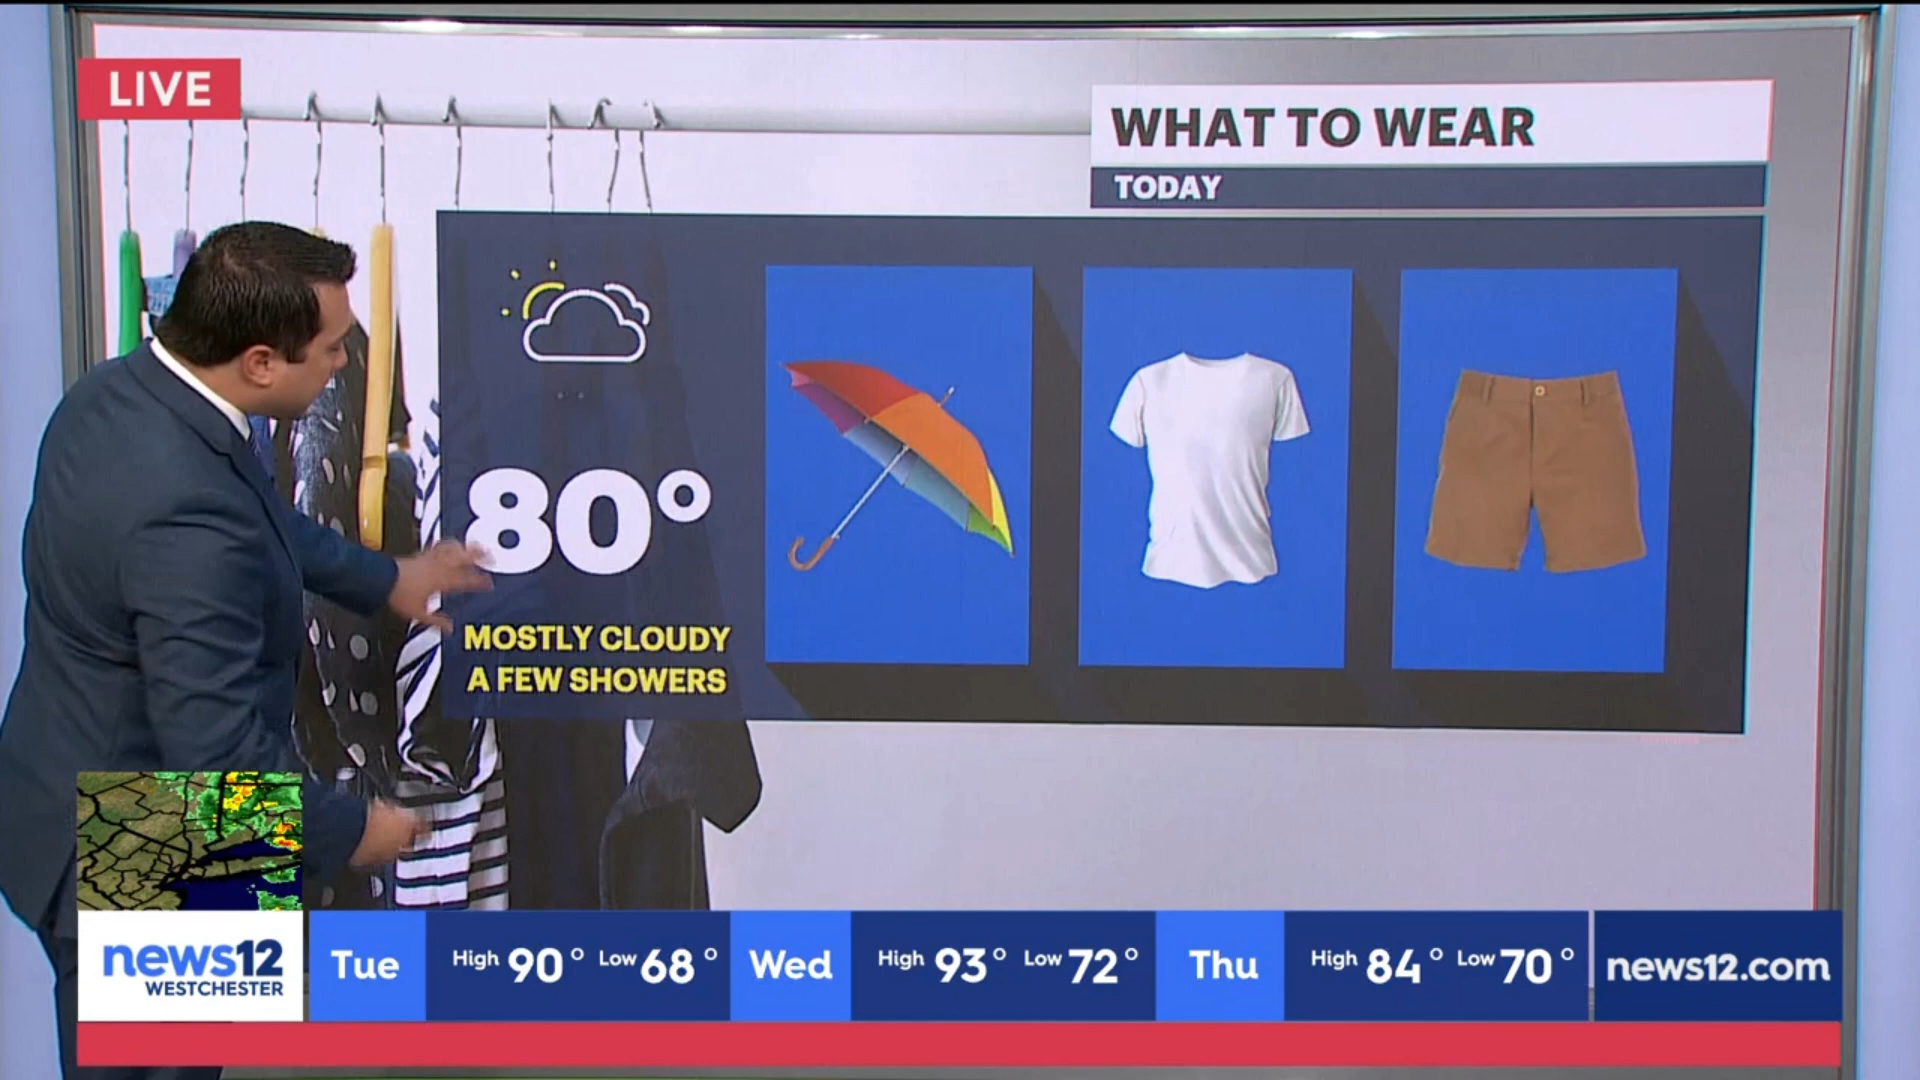 LIVE
WHAT TO WEAR
TODAY
80°
MOSTLY CLOUDY
A FEW SHOWERS
news12
WESTCHESTER
Tue High 90° Low 68° Wed High 93° Low 72° Thu High 84° Low 70° news12.com